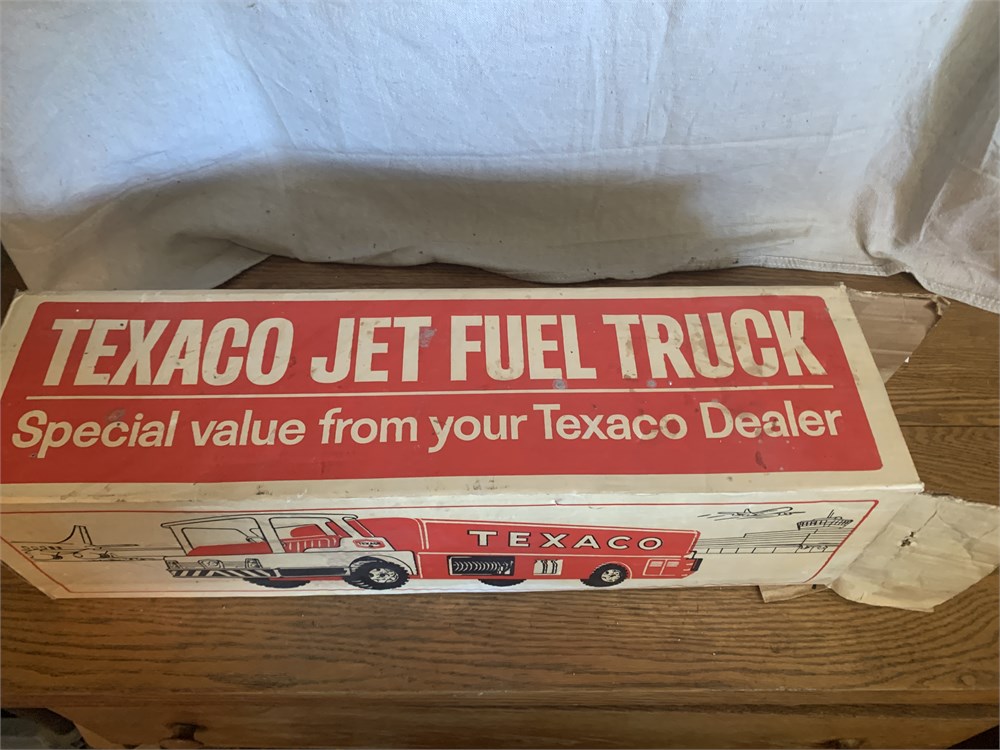 TEXACO JET FUEL TRUCK
Special value from your Texaco Dealer
TEXACO